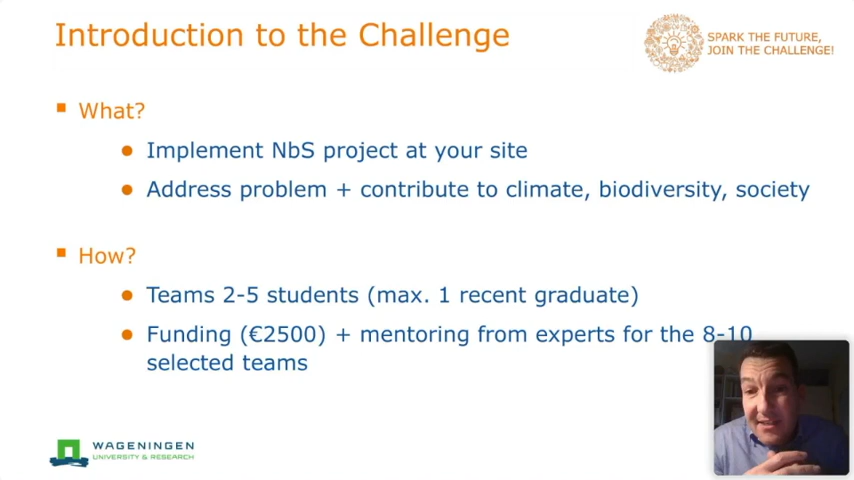 Introduction to the Challenge
SPARK THE FUTURE,
JOIN THE CHALLENGE!
What?
Implement NbS project at your site
Address problem + contribute to climate, biodiversity, society
How?
Teams 2-5 students (max. 1 recent graduate)
Funding (€2500) + mentoring from experts for the 8-10
selected teams
WAGENINGEN
UNIVERSITY & RESEARCH